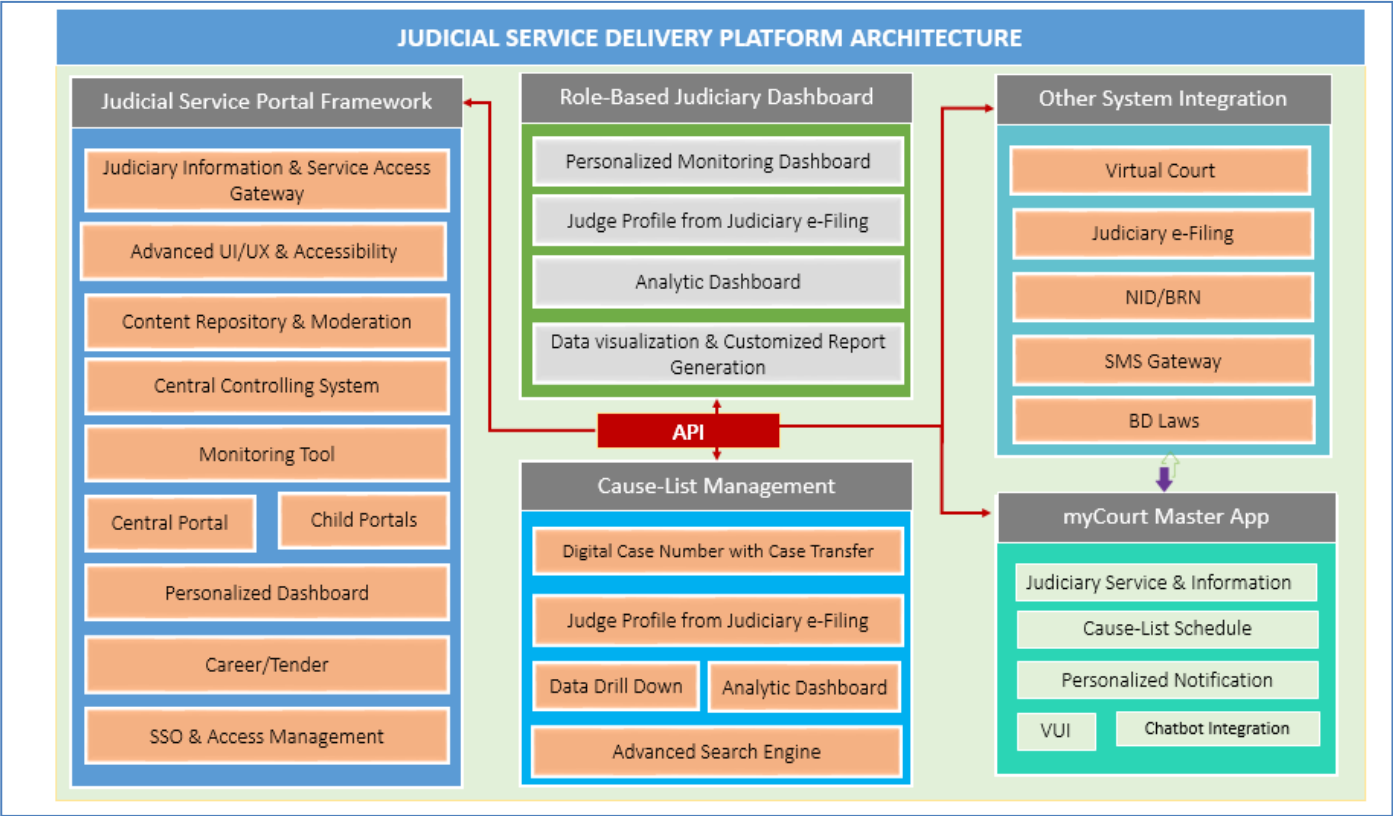 JUDICIAL SERVICE DELIVERY PLATFORM ARCHITECTURE
Judicial Service Portal Framework
Judiciary Information & Service Access
Gateway
Advanced UI/UX & Accessibility
Content Repository & Moderation
Central Controlling System
Monitoring Tool
Central Portal
Child Portals
Personalized Dashboard
Career/Tender
SSO & Access Management
Role-Based Judiciary Dashboard
Personalized Monitoring Dashboard
Judge Profile from Judiciary e-Filing
Analytic Dashboard
Data visualization & Customized Report
Generation
API
Cause-List Management
Digital Case Number with Case Transfer
Judge Profile from Judiciary e-Filing
Data Drill Down
Analytic Dashboard
Advanced Search Engine
Other System Integration
Virtual Court
Judiciary e-Filing
NID/BRN
SMS Gateway
BD Laws
myCourt Master App
Judiciary Service & Information
Cause-List Schedule
Personalized Notification
VUI
Chatbot Integration